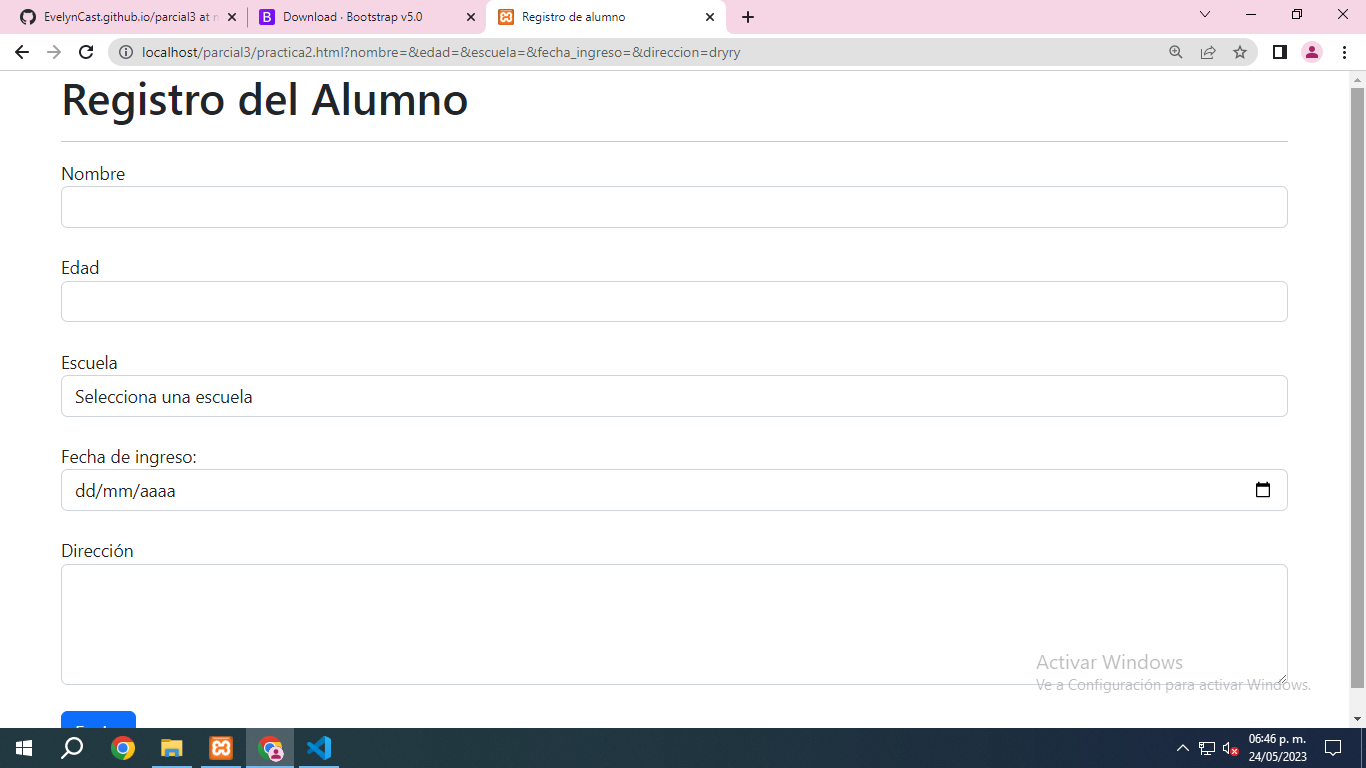 EvelynCast.github.io/parcial3 at
Download · Bootstrap v5.0
Registro de alumno
localhost/parcial3/practica2.html?nombre=&edad=&escuela=&fecha_ingreso=&direccion=dryry
Registro del Alumno
Nombre
Edad
Escuela
Selecciona una escuela
Fecha de ingreso:
dd/mm/aaaa
Dirección
Activar Windows
Ve a Configuración para activar Windows.
06:46 p. m.
24/05/2023